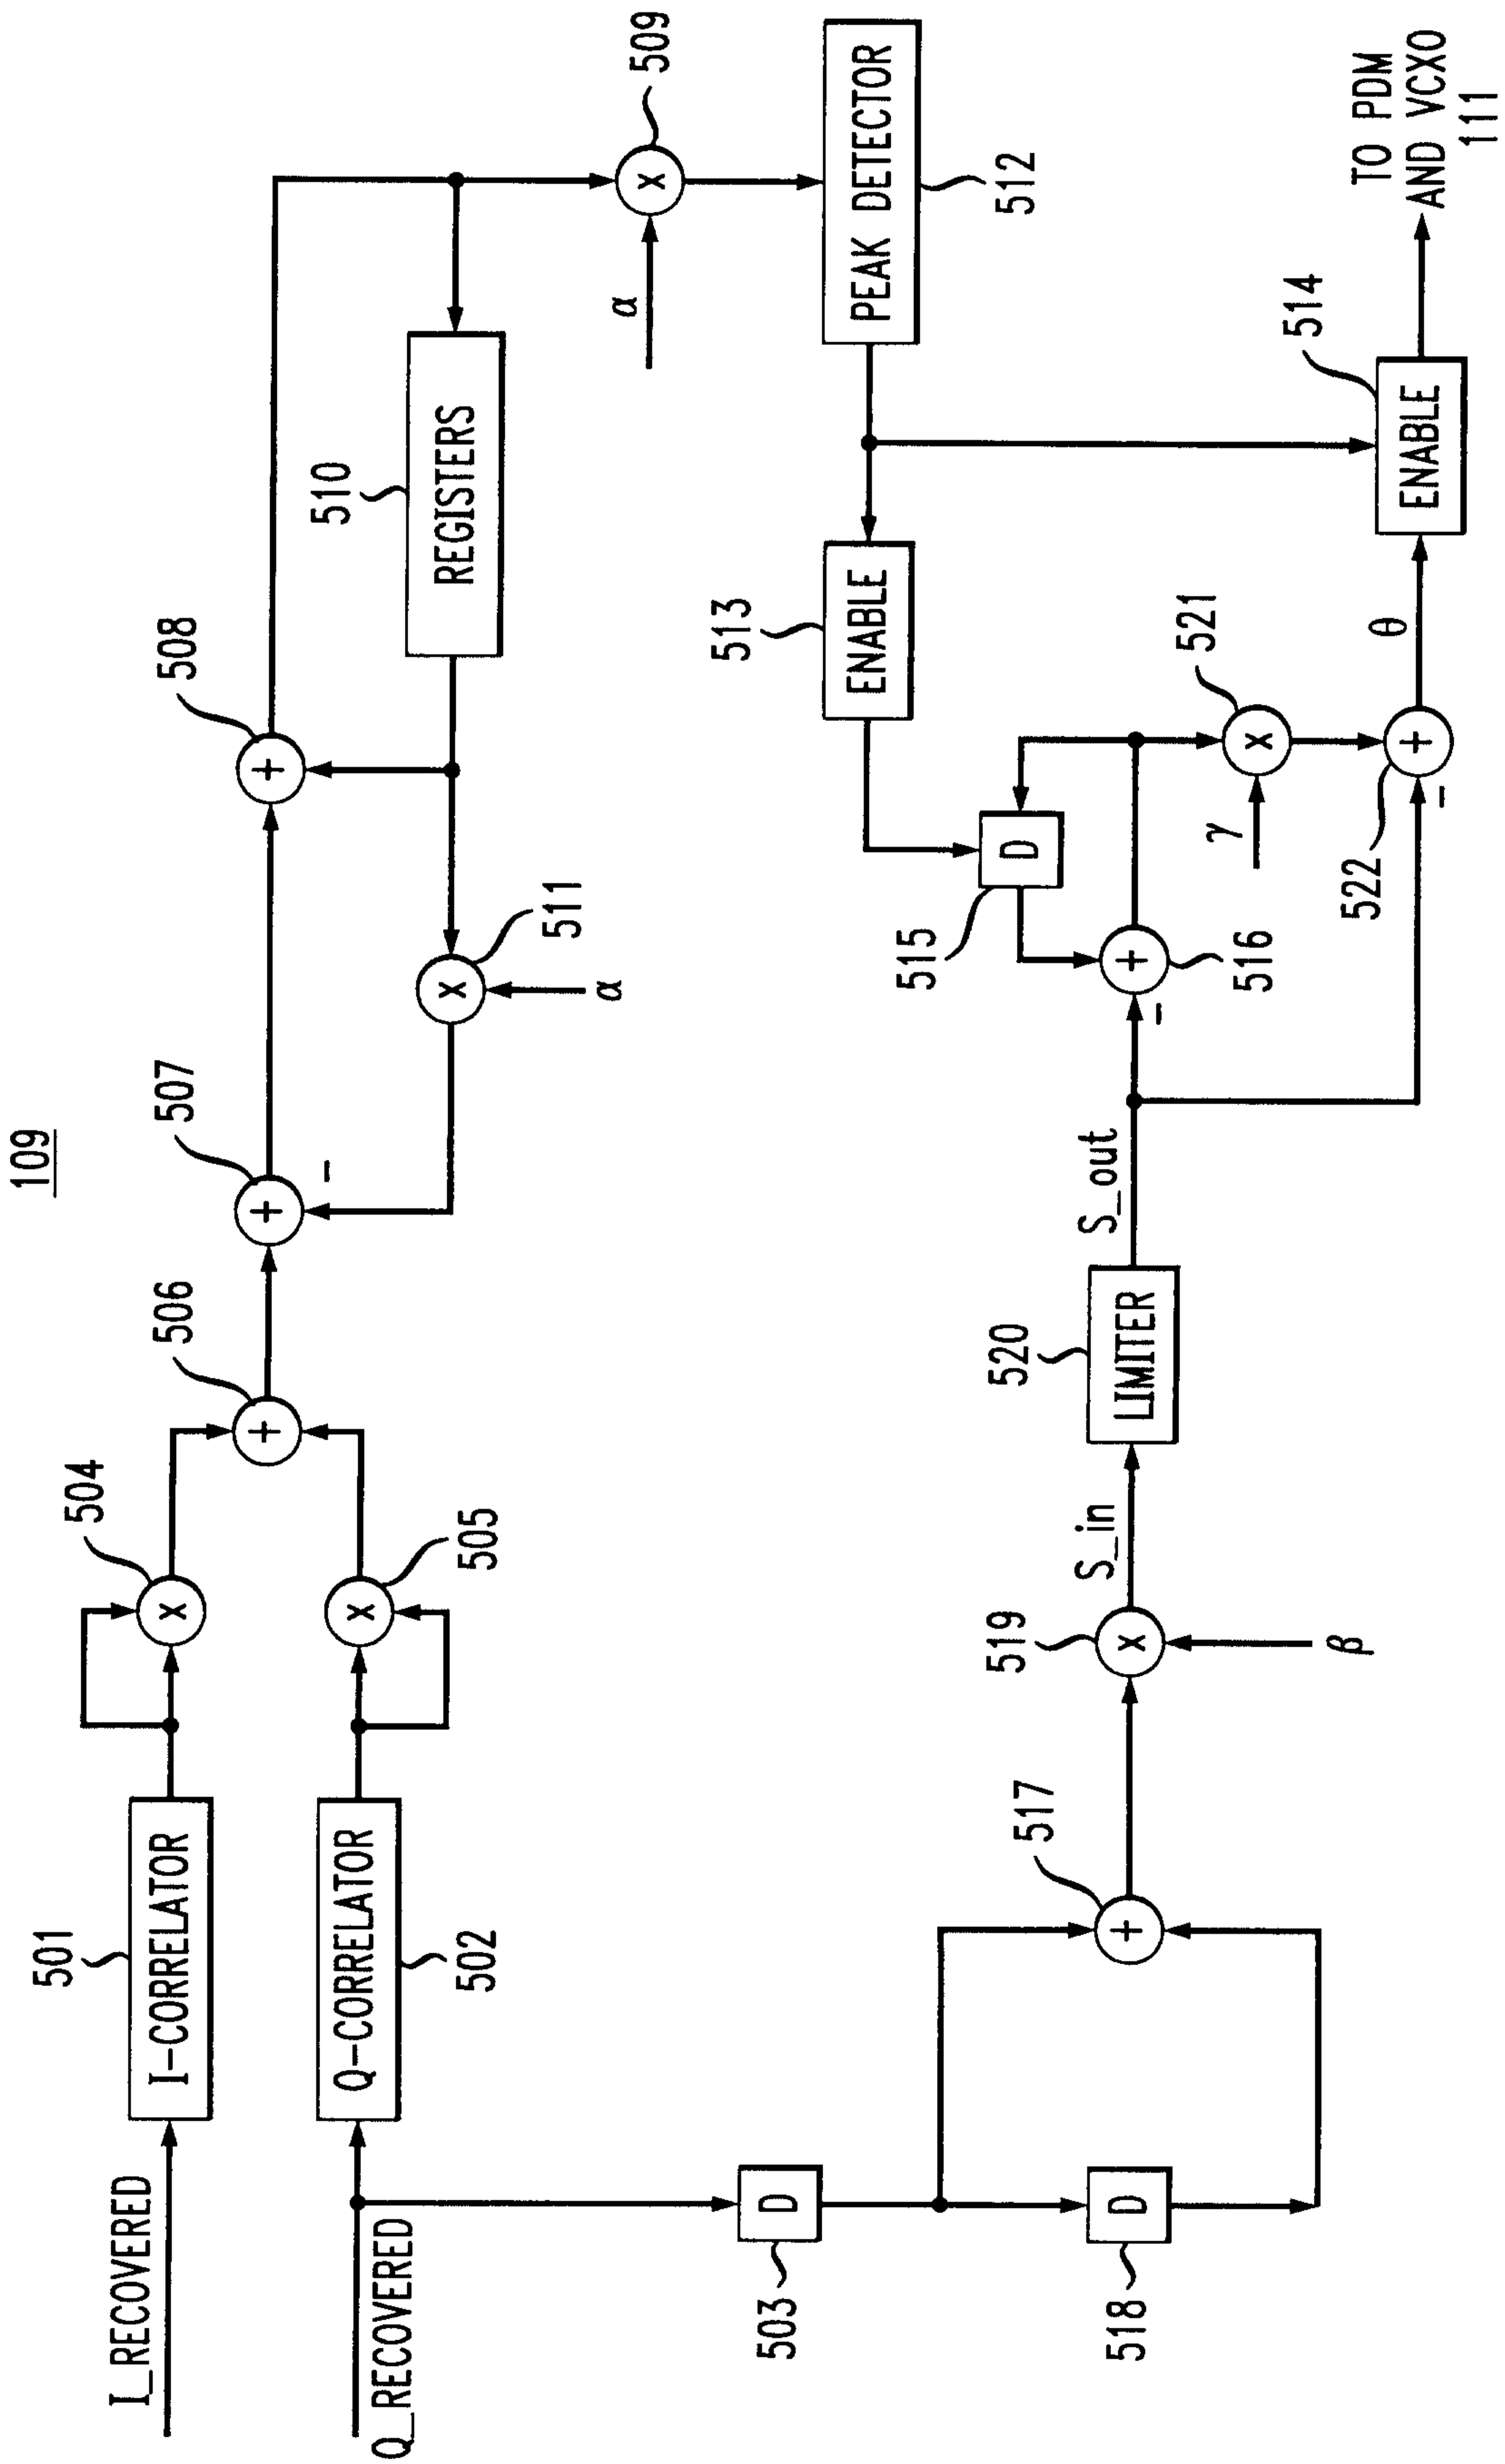 109
I_RECOVERED
501
I-CORRELATOR
504
X
Q_RECOVERED
Q-CORRELATOR
502
X
505
506
+
507
+
-
508
+
510
REGISTERS
X
511
α
509
X
α
PEAK DETECTOR
512
513
ENABLE
514
ENABLE
TO PDM
AND VCXO
111
503
D
518
D
517
+
519
X
β
S_in
520
LIMITER
S_out
515
D
+
516
-
521
X
γ
522
+
-
θ